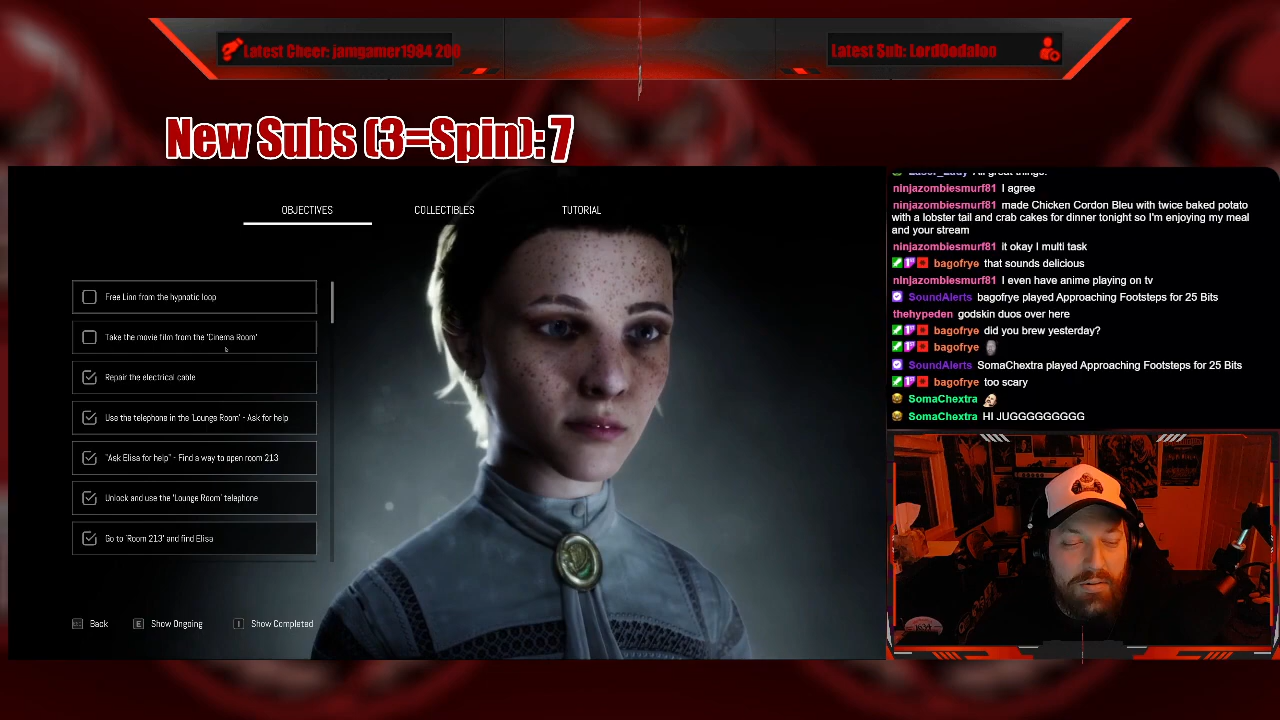 Latest Cheer: jamgamer1984 200
Latest Sub: LordOodaloo
New Subs (3=Spin): 7
OBJECTIVES
COLLECTIBLES
TUTORIAL
Free Linn from the hypnotic loop
Take the movie film from the 'Cinema Room'
Repair the electrical cable
Use the telephone in the 'Lounge Room' - Ask for help
"Ask Elisa for help" - Find a way to open room 213
Unlock and use the 'Lounge Room' telephone
Go to 'Room 213' and find Elisa
Back
E Show Ongoing
Show Completed
ninjazombiesmurf81 I agree
ninjazombiesmurf81 made Chicken Cordon Bleu with twice baked potato
with a lobster tail and crab cakes for dinner tonight so I'm enjoying my meal
and your stream
ninjazombiesmurf81 it okay I multi task
bagofrye that sounds delicious
ninjazombiesmurf81 I even have anime playing on tv
SoundAlerts bagofrye played Approaching Footsteps for 25 Bits
thehypeden godskin duos over here
bagofrye did you brew yesterday?
bagofrye
SoundAlerts SomaChextra played Approaching Footsteps for 25 Bits
bagofrye too scary
SomaChextra
SomaChextra HI JUGGGGGGGGG